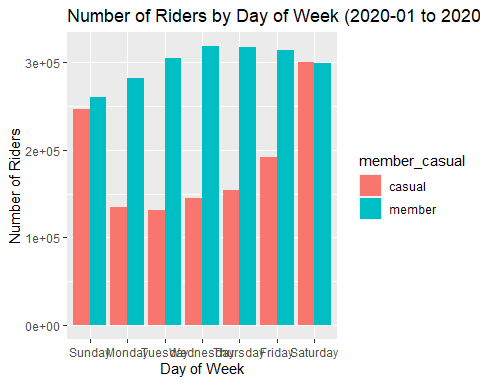 Number of Riders by Day of Week (2020-01 to 2020
3e+05
2e+05
1e+05
0e+00
Number of Riders
Sunday Monday Tuesday Wednesday Thursday Friday Saturday
Day of Week
member_casual
casual
member